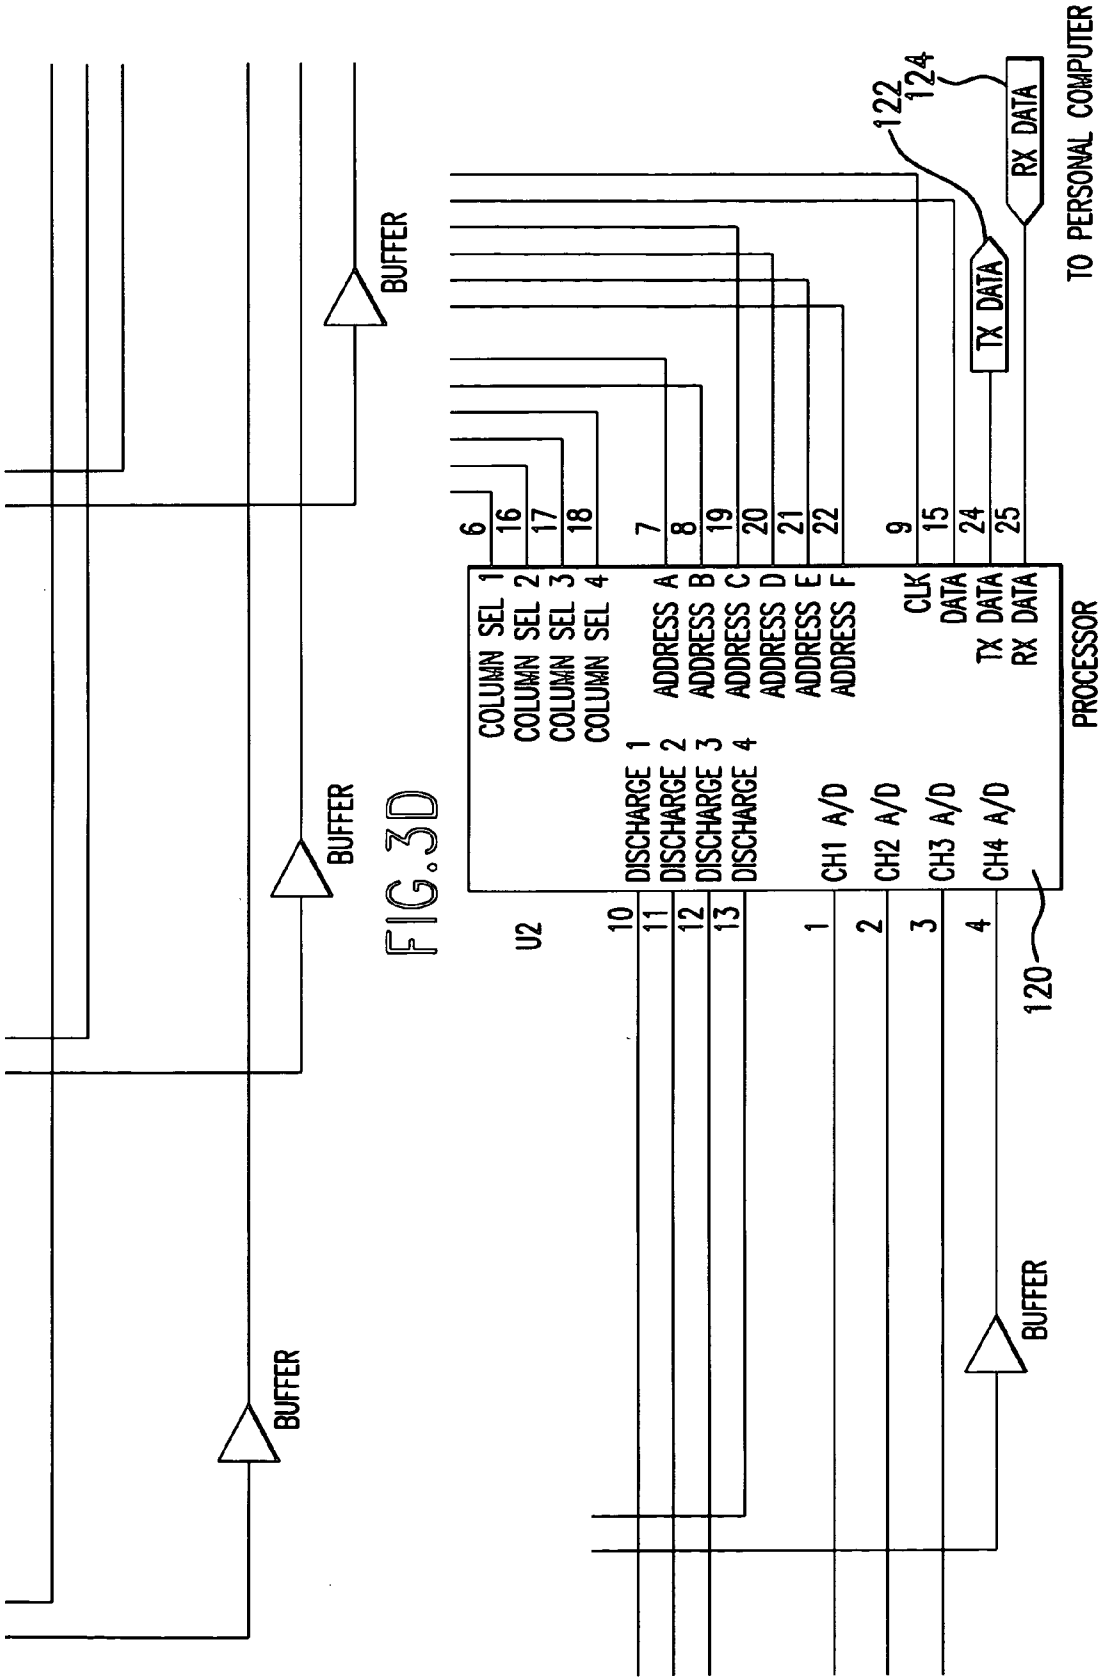 BUFFER
BUFFER
BUFFER
FIG.3D
U2
10 DISCHARGE 1
11 DISCHARGE 2
12 DISCHARGE 3
13 DISCHARGE 4
1 CH1 A/D
2 CH2 A/D
3 CH3 A/D
4 CH4 A/D
COLUMN SEL 1 6
COLUMN SEL 2 16
COLUMN SEL 3 17
COLUMN SEL 4 18
ADDRESS A 7
ADDRESS B 8
ADDRESS C 19
ADDRESS D 20
ADDRESS E 21
ADDRESS F 22
CLK 9
DATA 15
TX DATA 24
RX DATA 25
TX DATA
122
RX DATA
124
120
BUFFER
PROCESSOR
TO PERSONAL COMPUTER